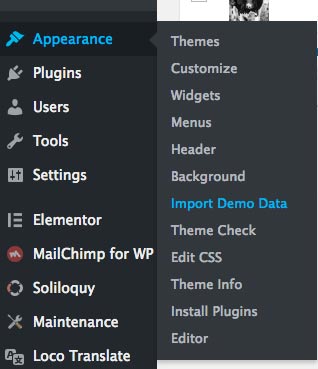 Appearance
Plugins
Users
Tools
Settings
Elementor
MailChimp for WP
Soliloquy
Maintenance
Loco Translate
Themes
Customize
Widgets
Menus
Header
Background
Import Demo Data
Theme Check
Edit CSS
Theme Info
Install Plugins
Editor